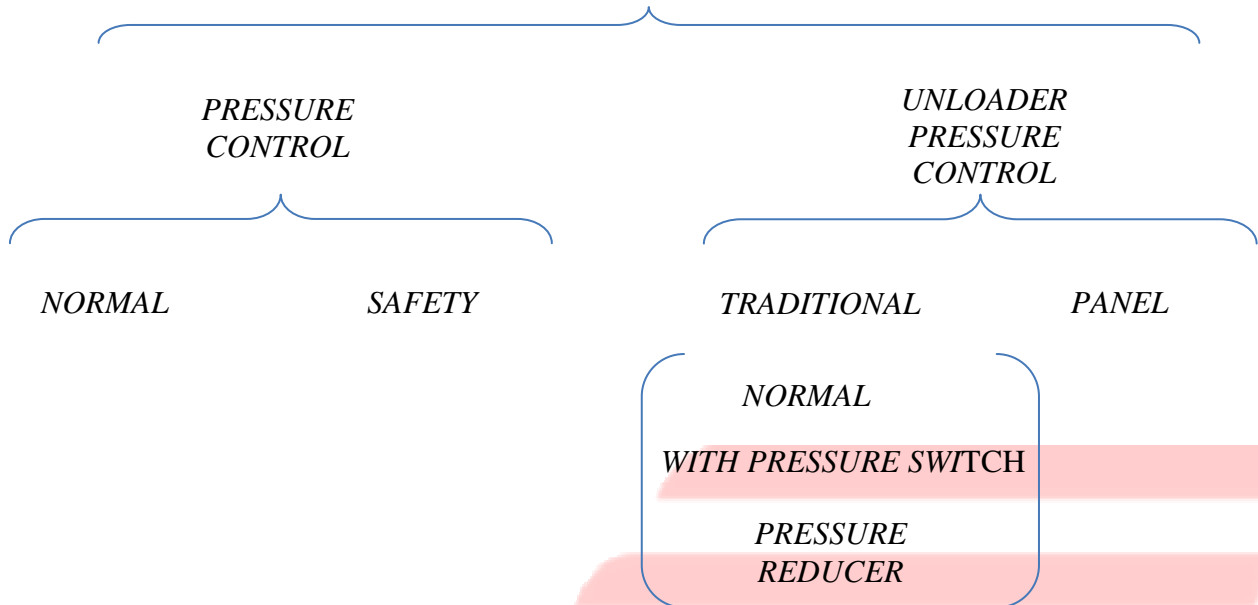 PRESSURE
CONTROL
UNLOADER
PRESSURE
CONTROL
NORMAL
SAFETY
TRADITIONAL
PANEL
NORMAL
WITH PRESSURE SWITCH
PRESSURE
REDUCER